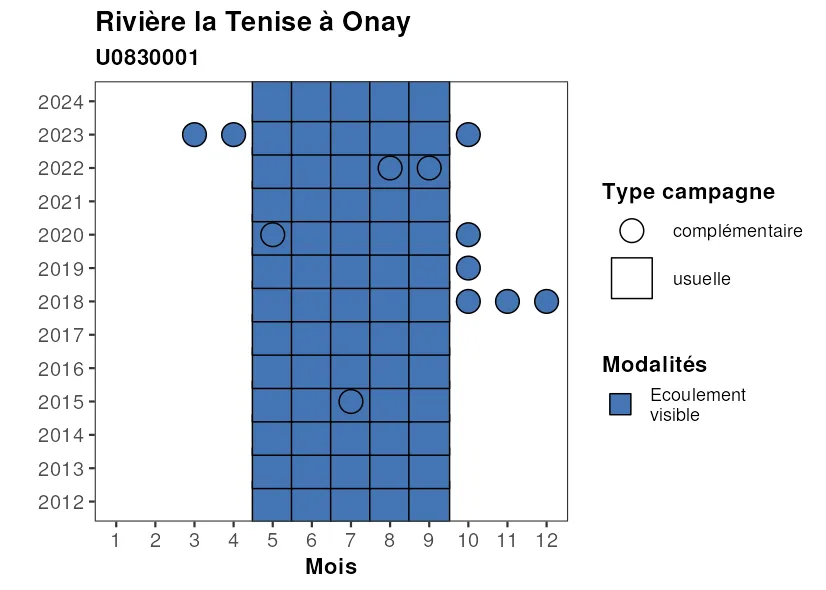 Rivière la Tenise à Onay
U0830001
2024
2023
2022
2021
2020
2019
2018
2017
2016
2015
2014
2013
2012
1 2 3 4 5 6 7 8 9 10 11 12
Mois
Type campagne
complémentaire
usuelle
Modalités
Ecoulement
visible